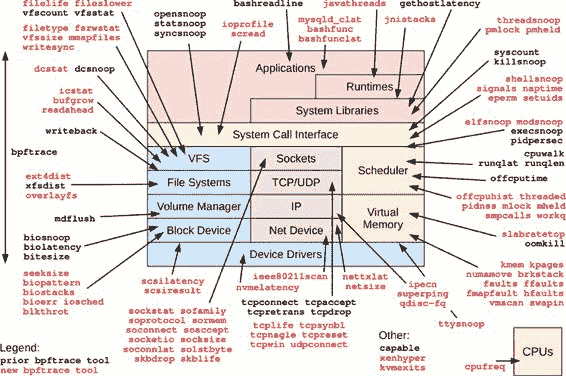 filelife fileslower
vfscount vfsstat
filetype fsrwstat
vfssize mmapfiles
writesync
opensnoop
statsnoop
syncsnoop
ioprofile
scread
bashreadline
mysqld_clat
bashfunc
bashfunclat
javathreads
jnistacks
gethostlatency
threadsnoop
pmlock pmheld
syscount
killsnoop
shellsnoop
signals naptime
eperm setuids
elfsnoop modsnoop
execsnoop
pidpersec
cpuwalk
runqlat runqlen
offcputime
offcpuhist threaded
pidnss mlock mheld
smpcalls workq
slabratetop
oomkill
kmem kpages
numamove brkstack
faults ffaults
fmapfault hfaults
vmscan swapin
dcstat dcsnoop
icstat
bufgrow
readahead
writeback
bpftrace
ext4dist
xfsdist
overlayfs
mdflush
biosnoop
biolatency
bitesize
seeksize
biopattern
biostacks
bioerr iosched
blkthrot
Applications
Runtimes
System Libraries
System Call Interface
VFS
Sockets
Scheduler
File Systems
TCP/UDP
Volume Manager
IP
Virtual
Memory
Block Device
Net Device
Device Drivers
scsilatency
scsiresult
nvmelatency
ieee80211scan
nettxlat
netsize
ipecn
superping
qdisc-fq
ttysnoop
sockstat sofamily
soprotocol sormem
soconnect soaccept
socketio socksize
soconnlat solstbyte
skbdrop skblife
tcpconnect tcpaccept
tcpretrans tcpdrop
tcplife tcpsynbl
tcpnagle tcpreset
tcpwin udpconnect
Other:
capable
xenhyper
kvmexits
cpufreq
CPUs
Legend:
prior bpftrace tool
new bpftrace tool